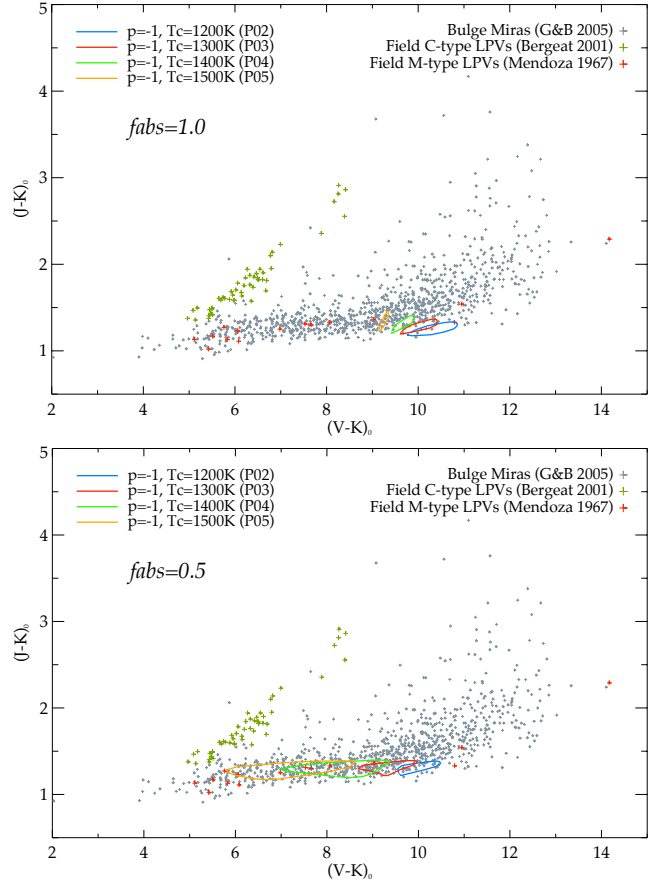 5
4
3
2
1
(J-K)₀
p=-1, Tc=1200K (P02)
p=-1, Tc=1300K (P03)
p=-1, Tc=1400K (P04)
p=-1, Tc=1500K (P05)
Bulge Miras (G&B 2005)
Field C-type LPVs (Bergeat 2001)
Field M-type LPVs (Mendoza 1967)
fabs=1.0
2 4 6 8 10 12 14
(V-K)₀
5
4
3
2
1
(J-K)₀
p=-1, Tc=1200K (P02)
p=-1, Tc=1300K (P03)
p=-1, Tc=1400K (P04)
p=-1, Tc=1500K (P05)
Bulge Miras (G&B 2005)
Field C-type LPVs (Bergeat 2001)
Field M-type LPVs (Mendoza 1967)
fabs=0.5
2 4 6 8 10 12 14
(V-K)₀